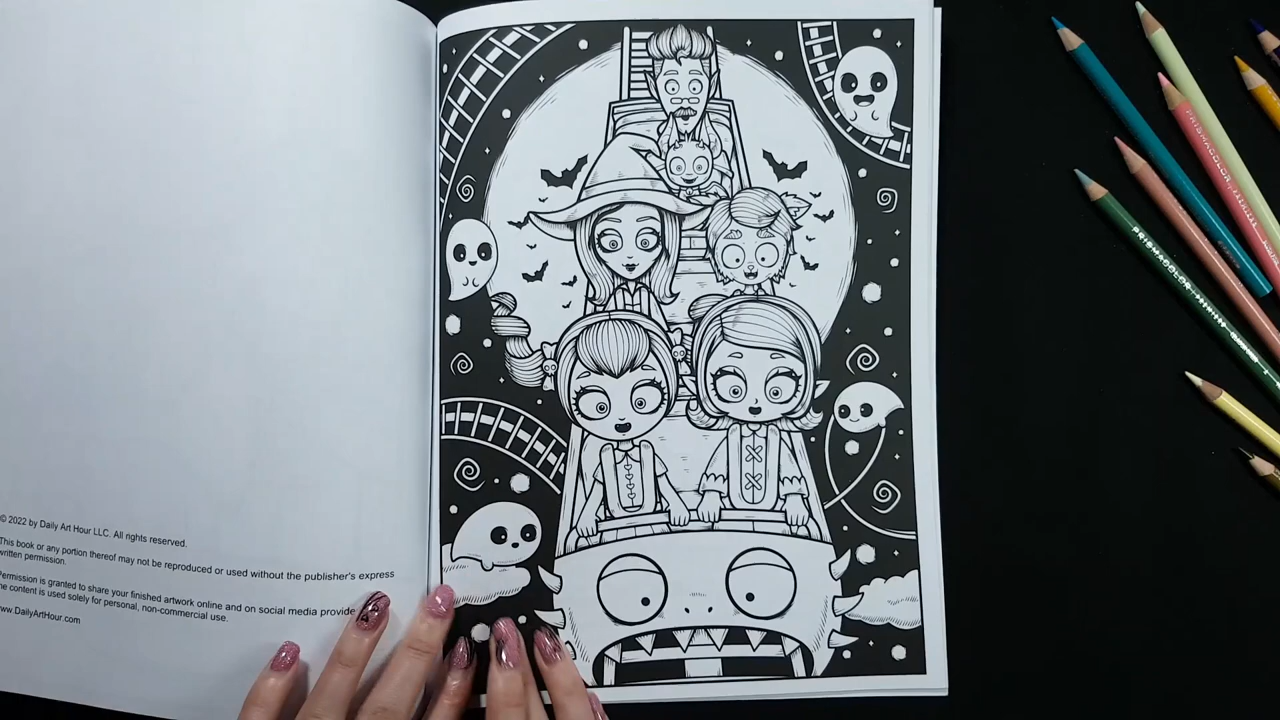 © 2022 by Daily Art Hour LLC. All rights reserved.
This book or any portion thereof may not be reproduced or used without the publisher's express
written permission.
Permission is granted to share your finished artwork online and on social media provide
content is used solely for personal, non-commercial use.
www.DailyArtHour.com
PRISMACOLOR
PRISMACOLOR